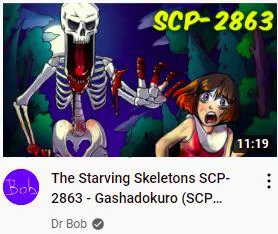 SCP-2863
11:19
Bob
The Starving Skeletons SCP-
2863 - Gashadokuro (SCP...
Dr Bob